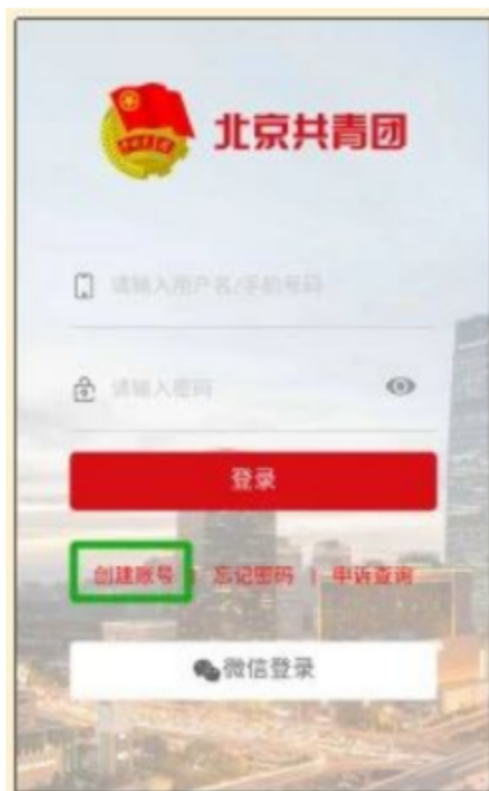 北京共青团
请输入用户名/手机号码
请输入密码
登录
创建账号 | 忘记密码 | 申诉查询
微信登录